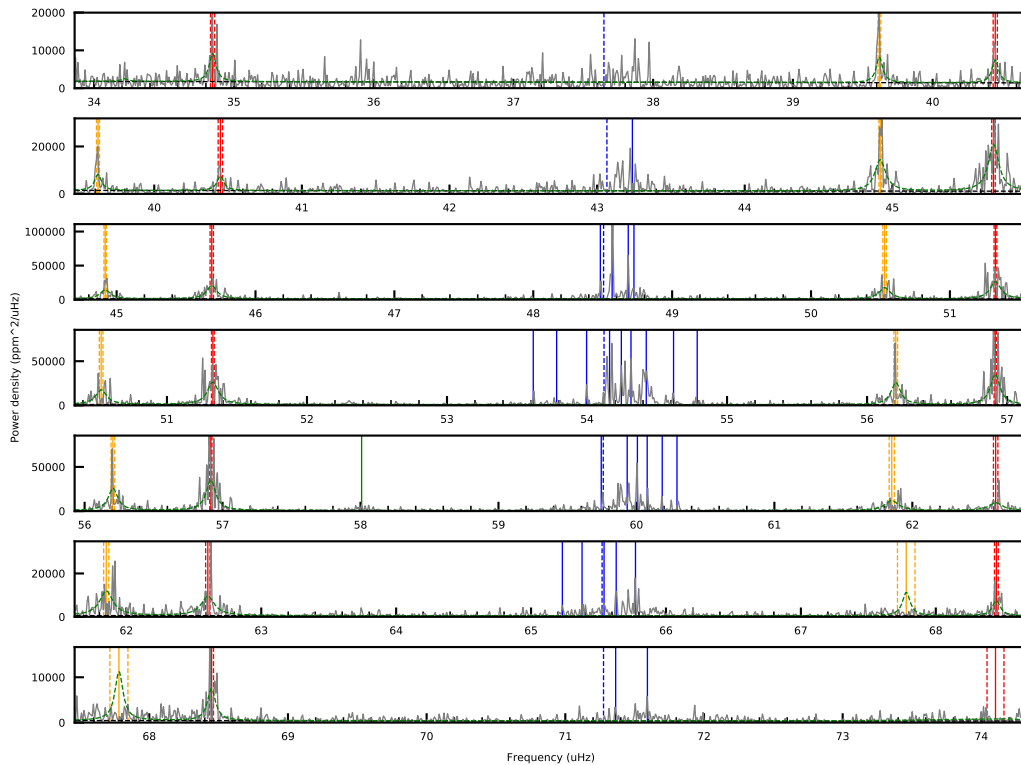 20000
10000
0
34 35 36 37 38 39 40
20000
0
40 41 42 43 44 45
100000
50000
0
45 46 47 48 49 50 51
50000
0
51 52 53 54 55 56 57
50000
0
56 57 58 59 60 61 62
20000
0
62 63 64 65 66 67 68
10000
0
68 69 70 71 72 73 74
Power density (ppm^2/uHz)
Frequency (uHz)